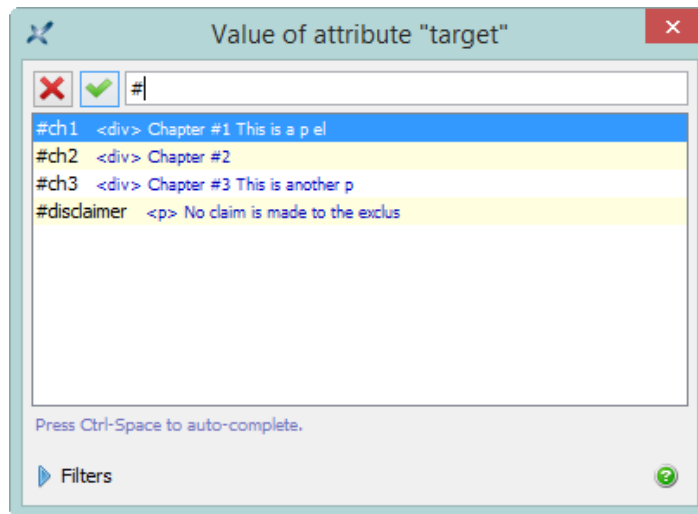 Value of attribute "target"
#
#ch1 <div> Chapter #1 This is a p el
#ch2 <div> Chapter #2
#ch3 <div> Chapter #3 This is another p
#disclaimer <p> No claim is made to the exclus
Press Ctrl-Space to auto-complete.
Filters